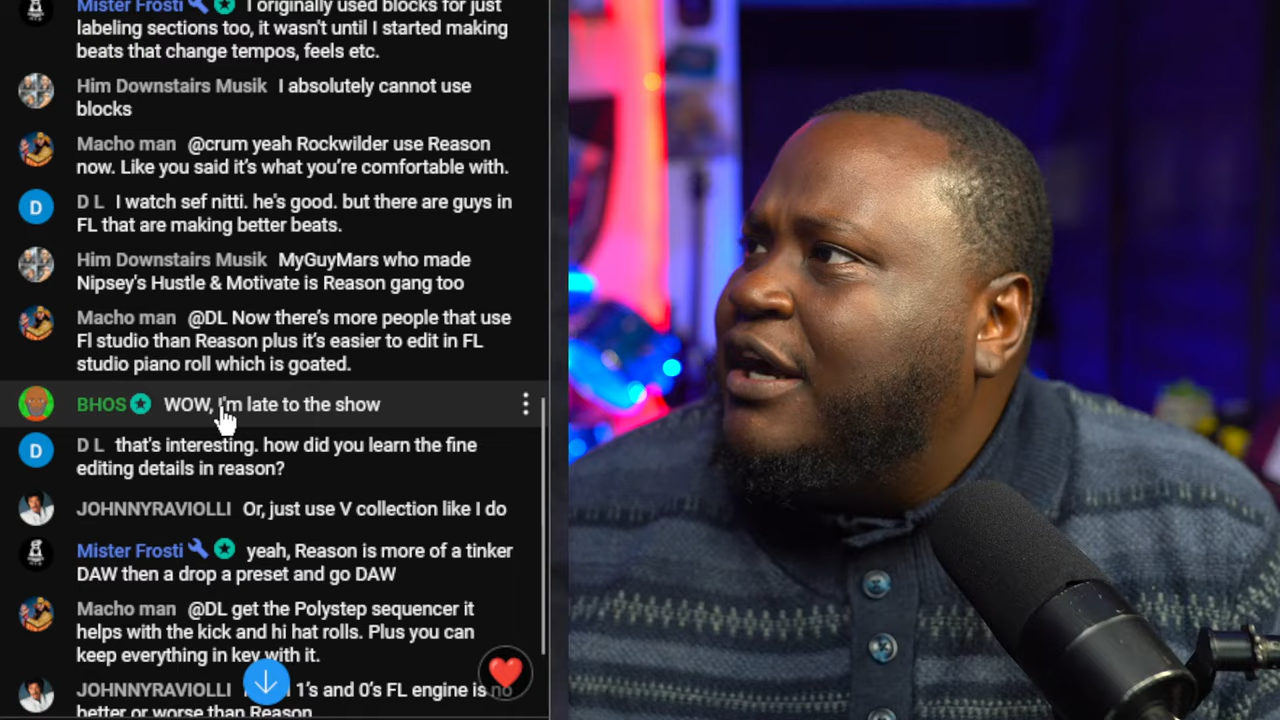 Mister Frosti I originally used blocks for just
labeling sections too, it wasn't until I started making
beats that change tempos, feels etc.
Him Downstairs Musik I absolutely cannot use
blocks
Macho man @crum yeah Rockwilder use Reason
now. Like you said it's what you're comfortable with.
D
D L I watch sef nitti. he's good. but there are guys in
FL that are making better beats.
Him Downstairs Musik MyGuyMars who made
Nipsey's Hustle & Motivate is Reason gang too
Macho man @DL Now there's more people that use
Fl studio than Reason plus it's easier to edit in FL
studio piano roll which is goated.
BHOS WOW, I'm late to the show
D
D L that's interesting. how did you learn the fine
editing details in reason?
JOHNNYRAVIOLLI Or, just use V collection like I do
Mister Frosti yeah, Reason is more of a tinker
DAW then a drop a preset and go DAW
Macho man @DL get the Polystep sequencer it
helps with the kick and hi hat rolls. Plus you can
keep everything in key with it.
JOHNNYRAVIOLLI 1's and 0's FL engine is no
better or worse than Reason